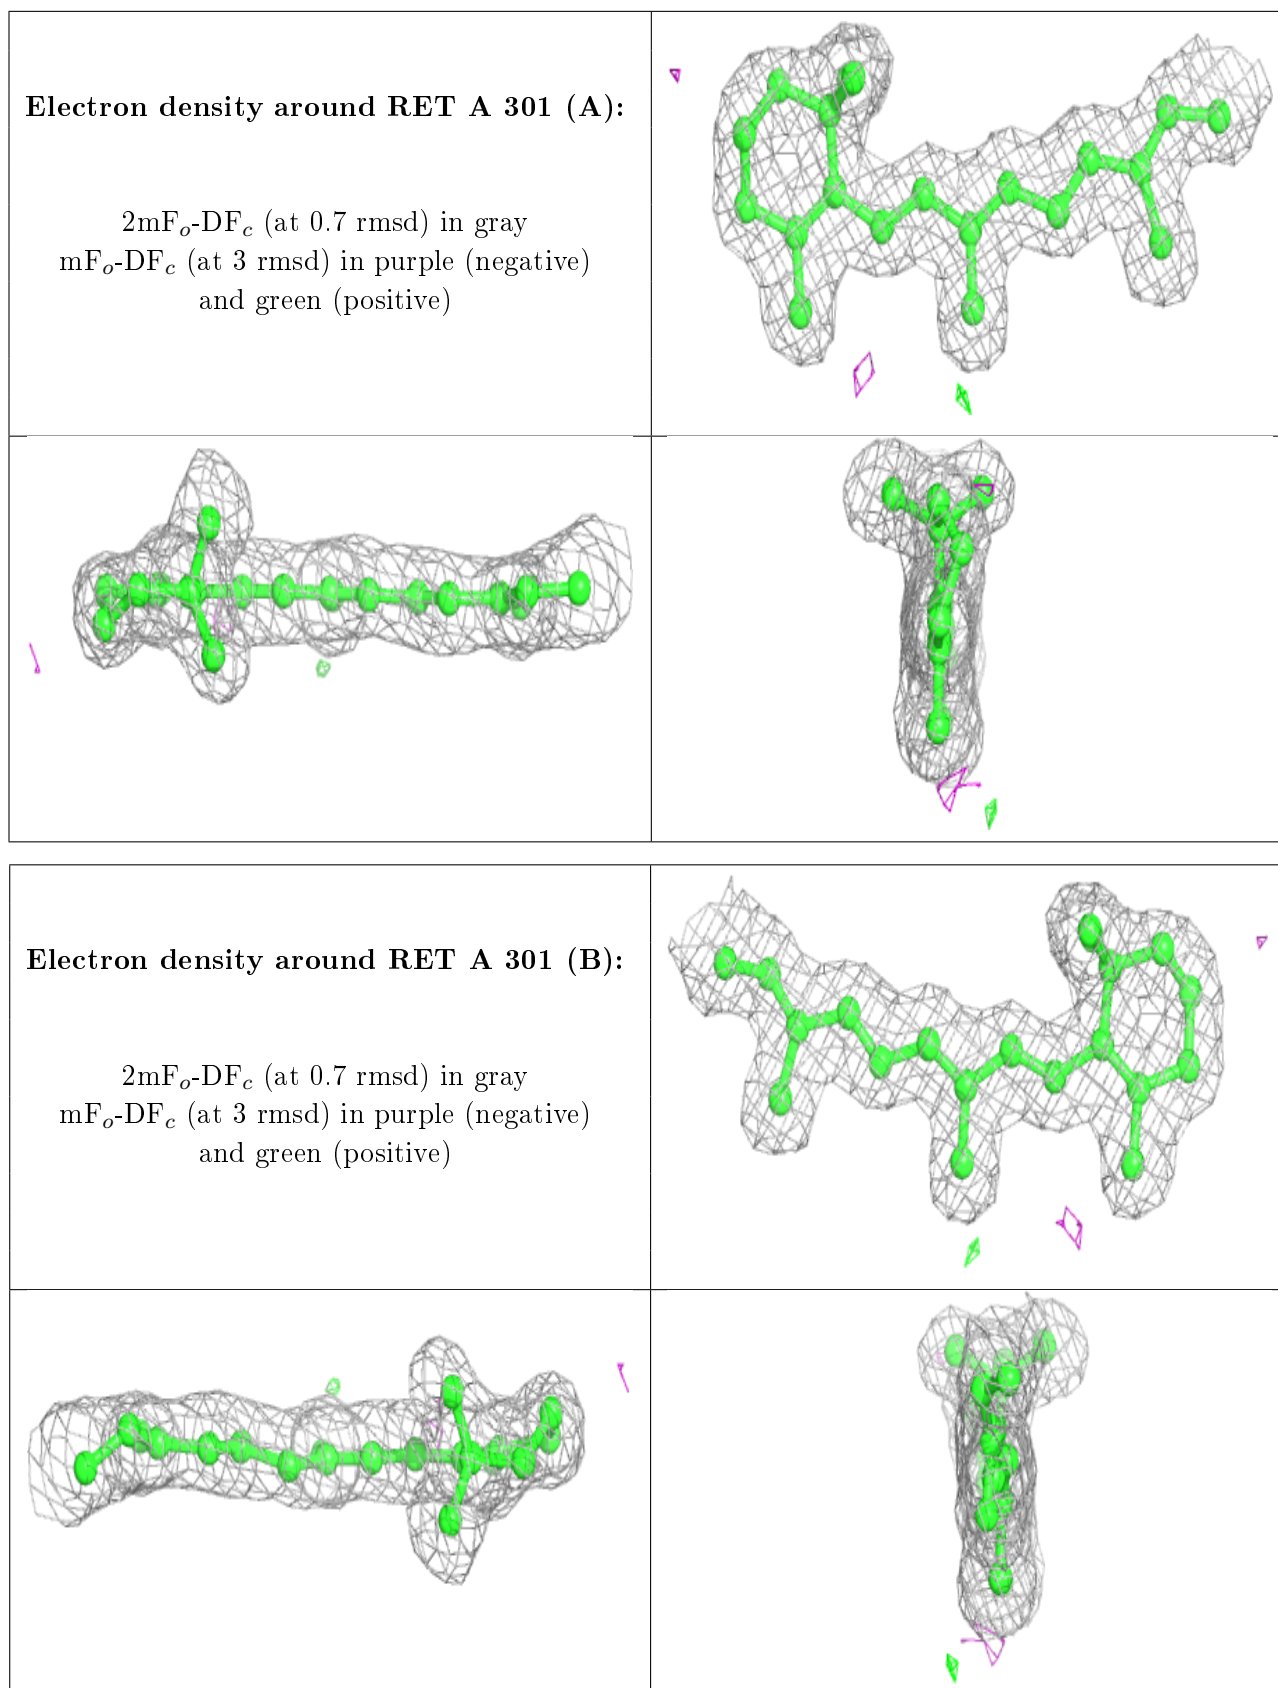 Electron density around RET A 301 (A):
2mFo-DFc (at 0.7 rmsd) in gray
mFo-DFc (at 3 rmsd) in purple (negative)
and green (positive)
Electron density around RET A 301 (B):
2mFo-DFc (at 0.7 rmsd) in gray
mFo-DFc (at 3 rmsd) in purple (negative)
and green (positive)